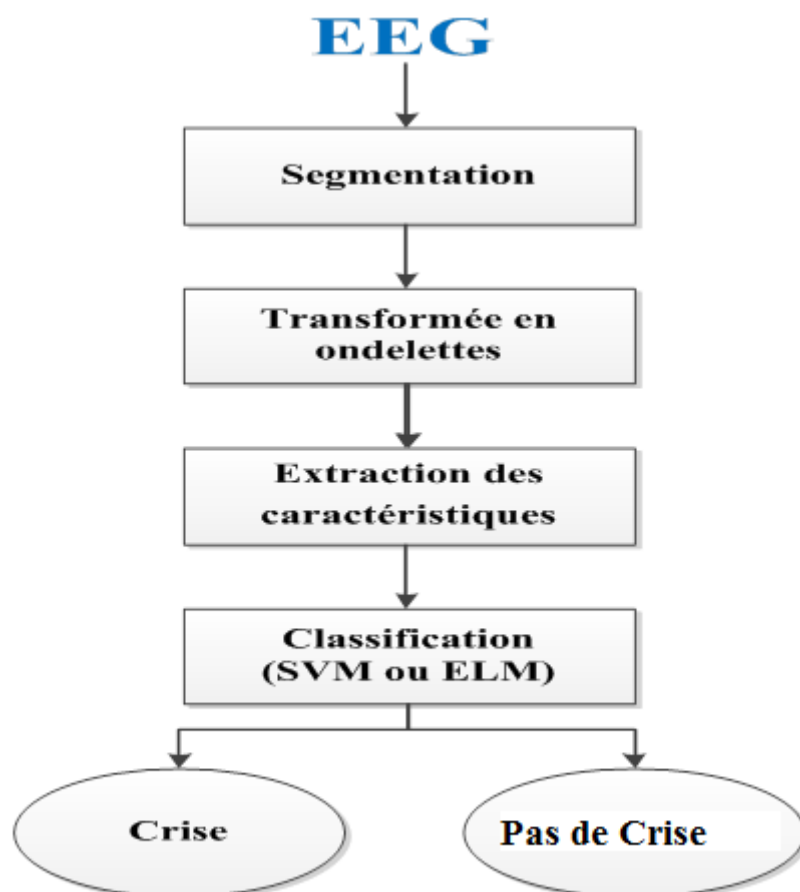 EEG
Segmentation
Transformée en
ondelettes
Extraction des
caractéristiques
Classification
(SVM ou ELM)
Crise
Pas de Crise